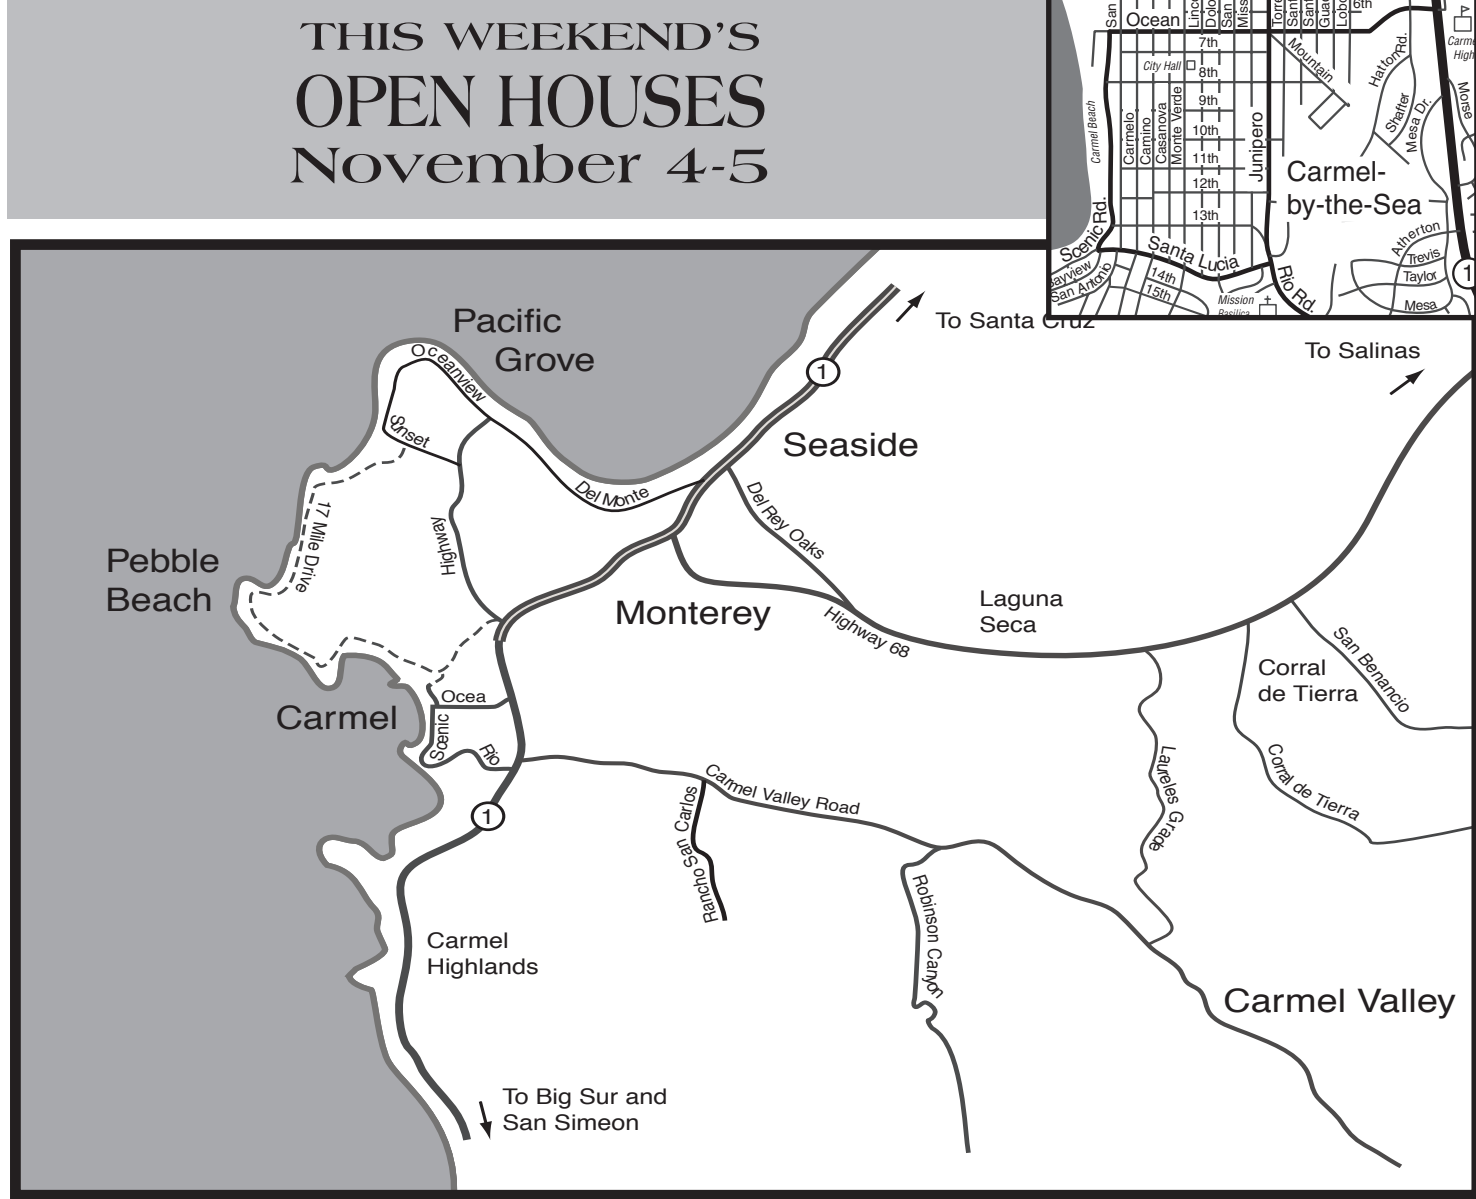 THIS WEEKEND'S
OPEN HOUSES
November 4-5
San
Ocean
6th
7th
City Hall
8th
9th
10th
11th
12th
13th
Carmel Beach
Carmelo
Camino
Casanova
Monte Verde
Junipero
Mountain
Hatton Rd.
Shafter
Mesa Dr.
Morse
Carmel-
by-the-Sea
Scenic Rd.
Santa Lucia
San Antonio
14th
15th
Mission
Basilica
Rio Rd.
Atherton
Trevis
Taylor
Mesa
1
To Santa Cruz
To Salinas
Pacific
Grove
Oceanview
Sunset
1
Seaside
Del Monte
Del Rey Oaks
17 Mile Drive
Highway
Pebble
Beach
Monterey
Highway 68
Laguna
Seca
San Benancio
Corral
de Tierra
Corral de Tierra
Ocea
Carmel
Scenic
Rio
1
Carmel Valley Road
Rancho San Carlos
Laureles Grade
Robinson Canyon
Carmel
Highlands
Carmel Valley
To Big Sur and
San Simeon